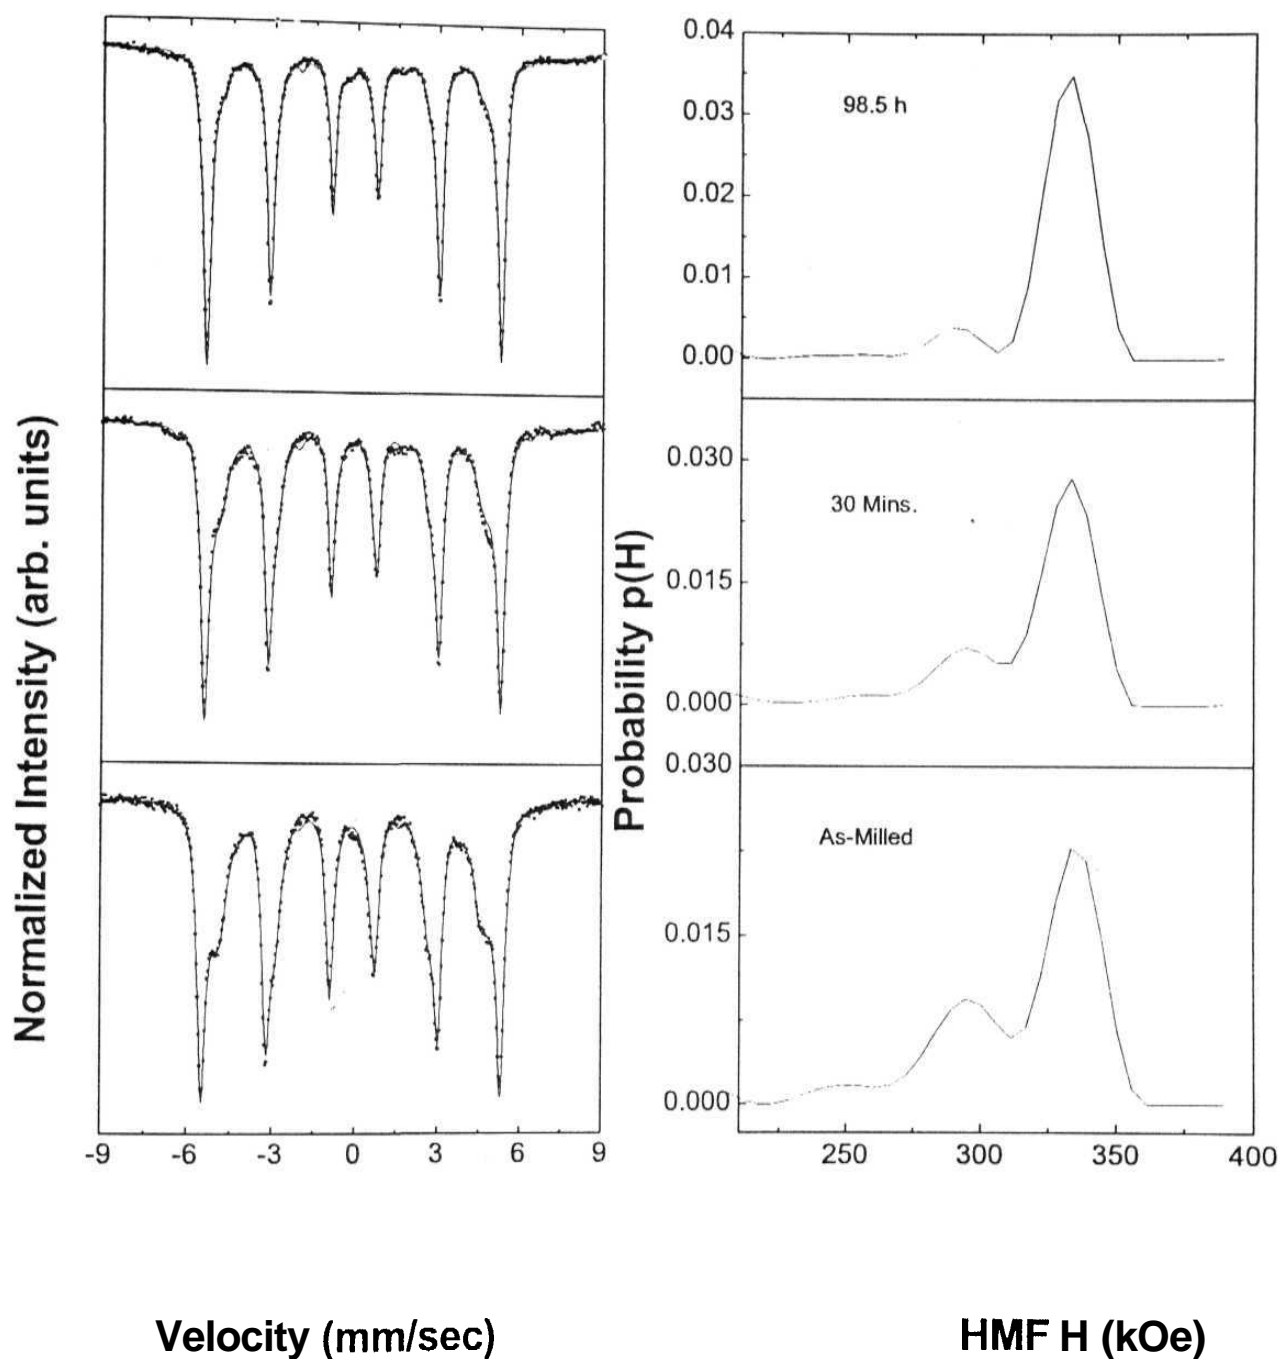 Normalized Intensity (arb. units)
-9 -6 -3 0 3 6 9
Velocity (mm/sec)
Probability p(H)
0.04
0.03
0.02
0.01
0.00
98.5 h
0.030
0.015
0.000
30 Mins.
0.030
0.015
0.000
As-Milled
250 300 350 400
HMF H (kOe)